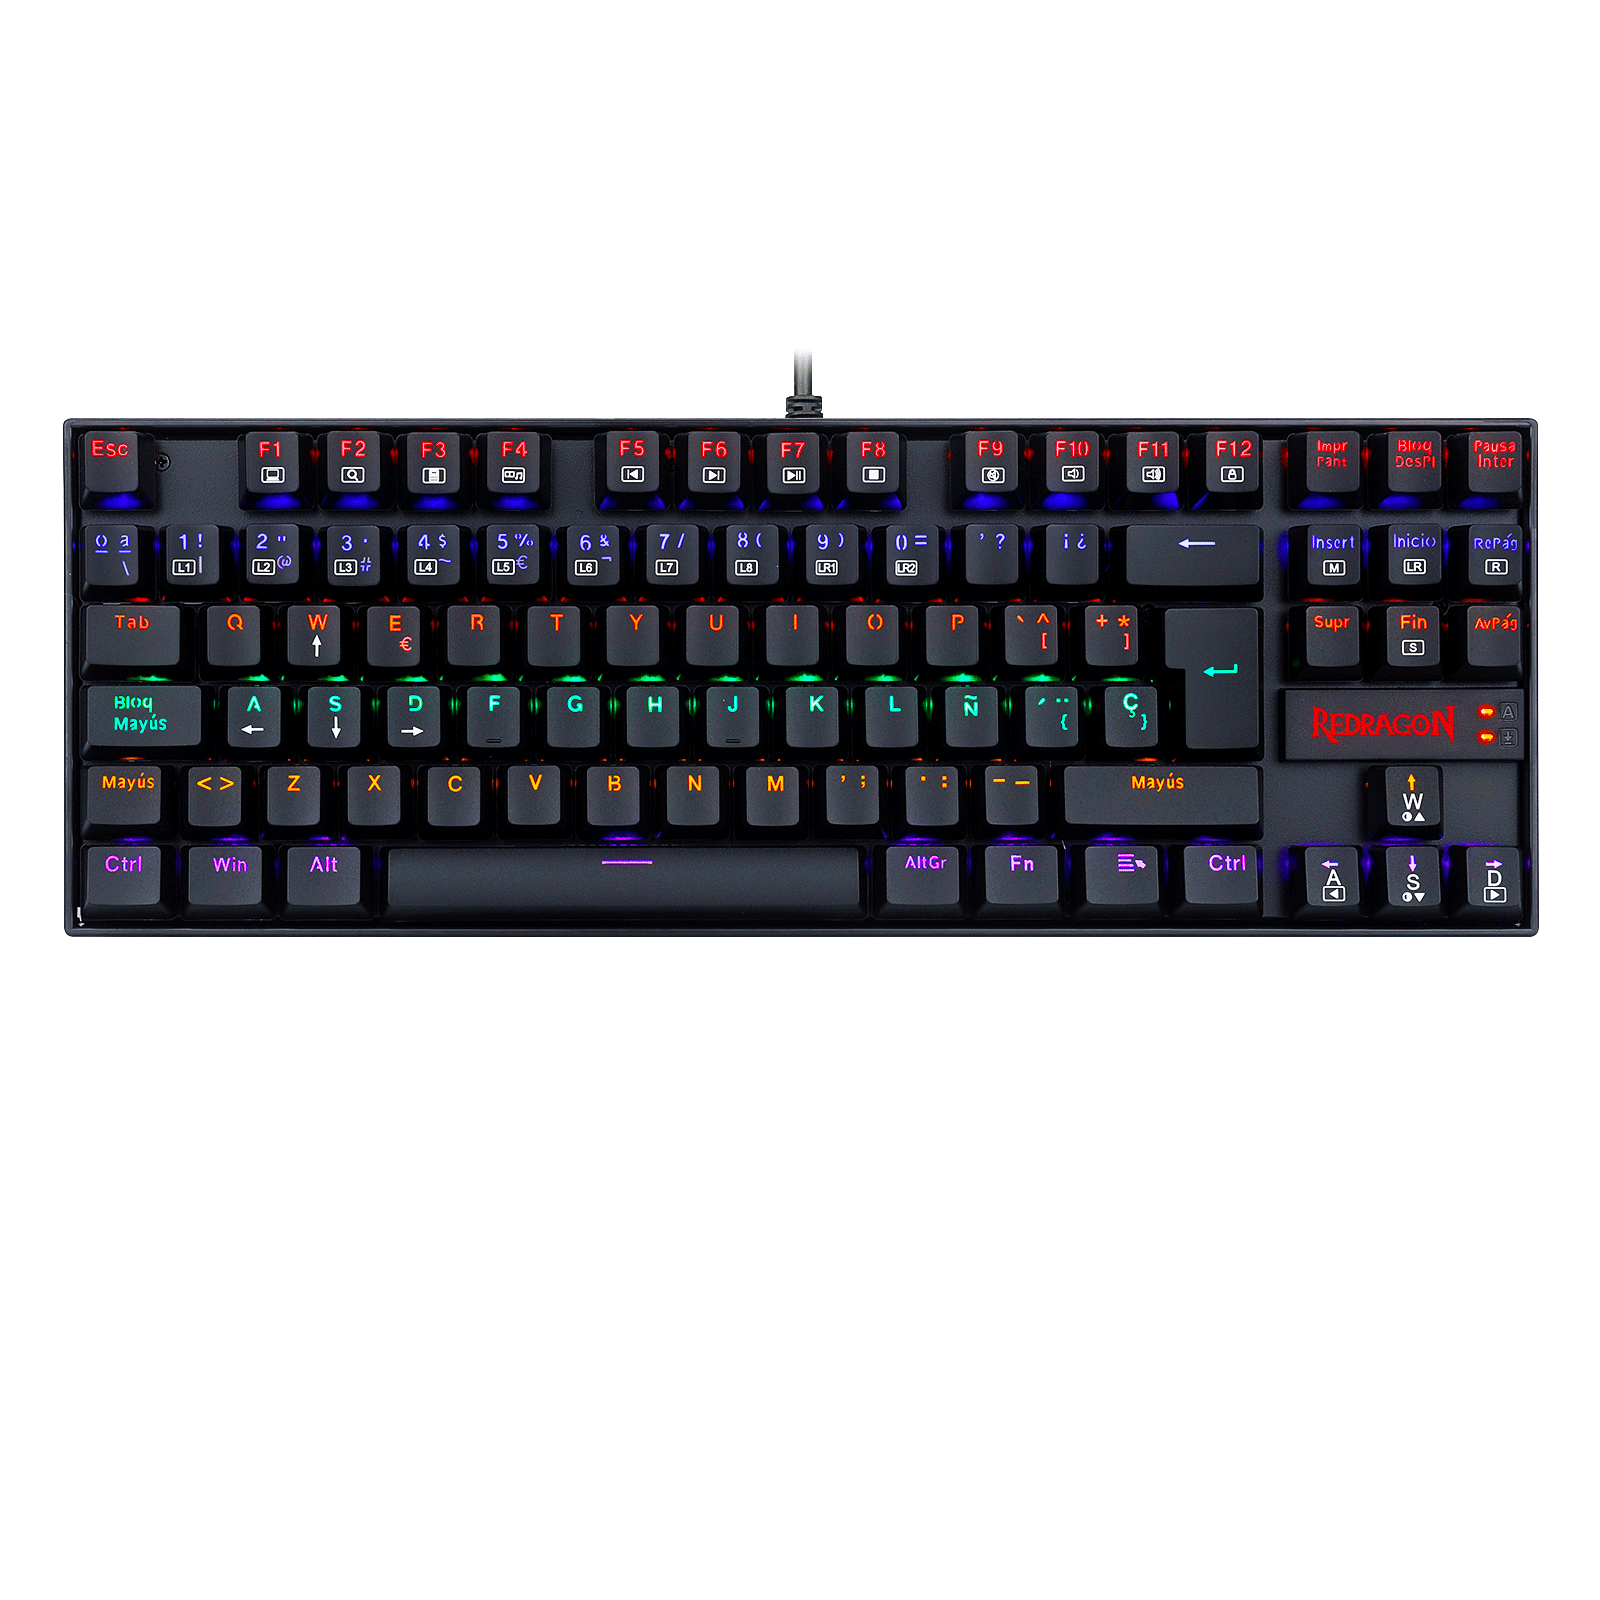 Esc F1 F2 F3 F4 F5 F6 F7 F8 F9 F10 F11 F12 Impr Bloq Pausa
Pant DesPl Inter
º ª 1 ! 2 " 3 · 4 $ 5 % 6 & 7 / 8 ( 9 ) 0 = ' ? ¡ ¿ ← Insert Inicio RePág
\ L1 | L2 @ L3 # L4 ~ L5 € L6 ¬ L7 L8 LR1 LR2 M LR R
Tab Q W E R T Y U I O P ` ^ + * Supr Fin AvPág
↑ € [ ] S
Bloq A S D F G H J K L Ñ ´ ¨ Ç
Mayús ← ↓ → { }
REDRAGON A
Mayús < > Z X C V B N M , ; . : - _ Mayús ↑
W
Ctrl Win Alt AltGr Fn Ctrl ← ↓ →
A S D